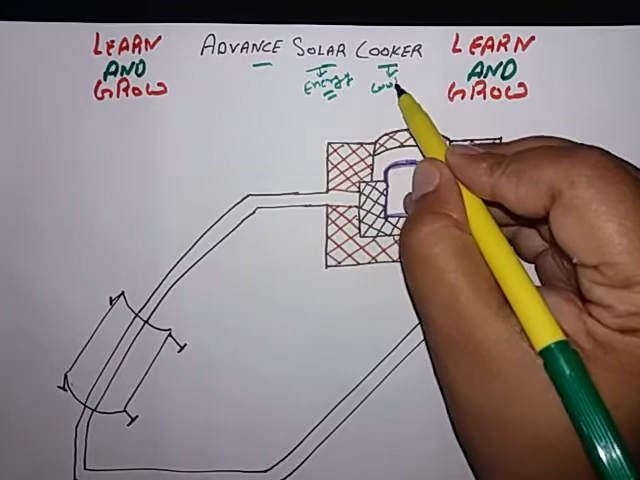 LEARN
AND
GROW
ADVANCE SOLAR COOKER
Energy
LEARN
AND
GROW